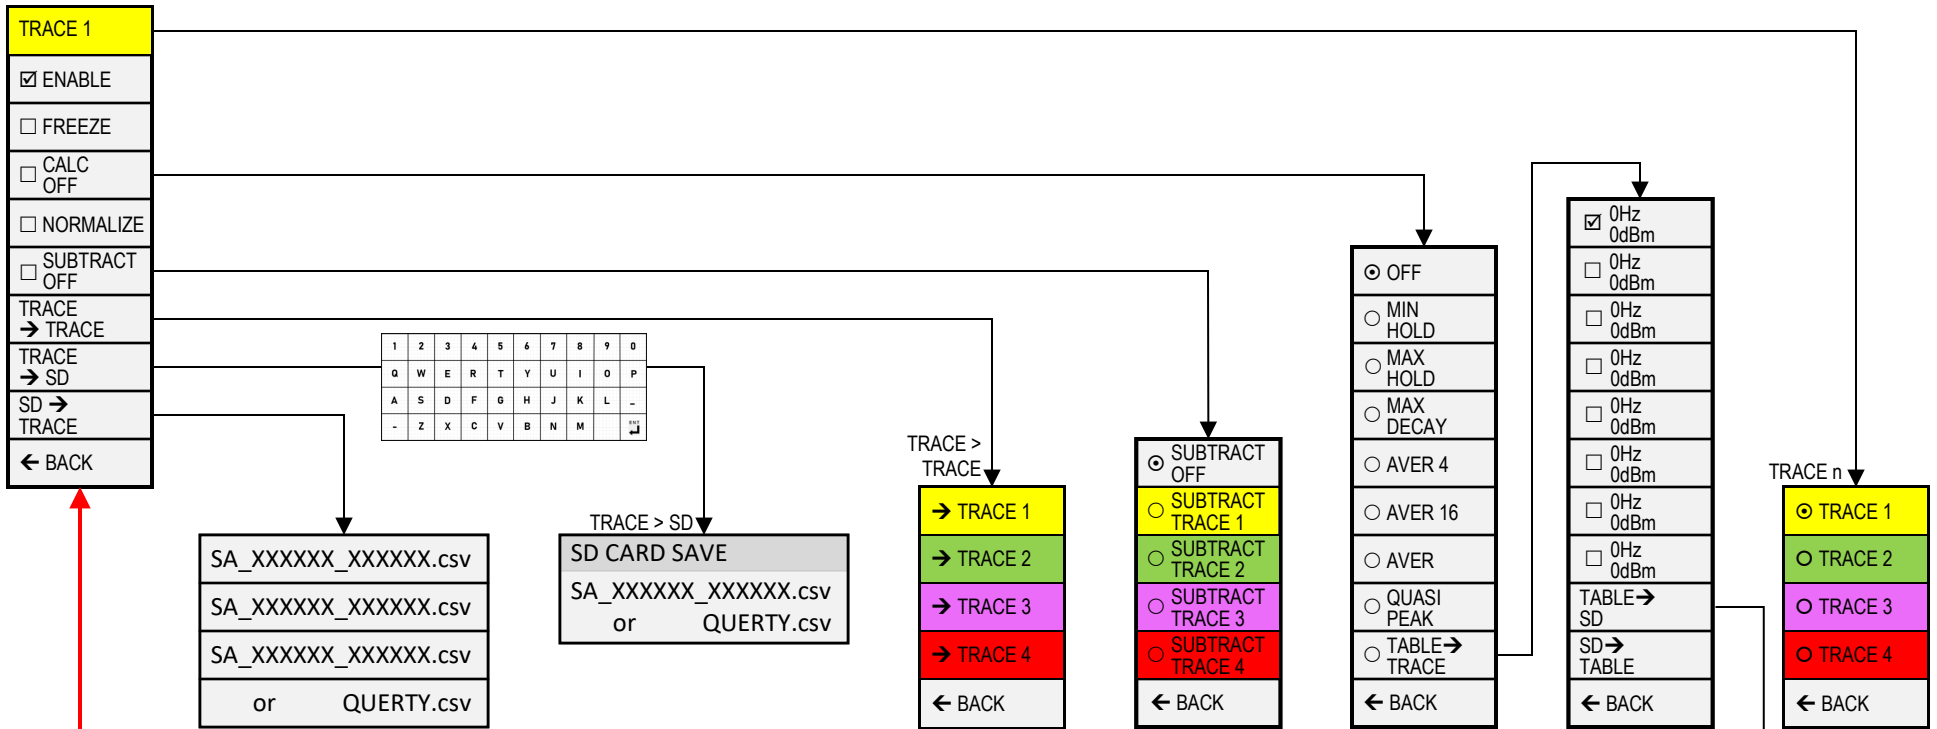 TRACE 1
☑ ENABLE
☐ FREEZE
☐ CALC
OFF
☐ NORMALIZE
☐ SUBTRACT
OFF
TRACE
→ TRACE
TRACE
→ SD
SD →
TRACE
← BACK
SA_XXXXXX_XXXXXX.csv
SA_XXXXXX_XXXXXX.csv
SA_XXXXXX_XXXXXX.csv
or QUERTY.csv
1 2 3 4 5 6 7 8 9 0
Q W E R T Y U I O P
A S D F G H J K L _
- Z X C V B N M ENT
TRACE > SD
SD CARD SAVE
SA_XXXXXX_XXXXXX.csv
or QUERTY.csv
TRACE >
TRACE
→ TRACE 1
→ TRACE 2
→ TRACE 3
→ TRACE 4
← BACK
⊙ SUBTRACT
OFF
○ SUBTRACT
TRACE 1
○ SUBTRACT
TRACE 2
○ SUBTRACT
TRACE 3
○ SUBTRACT
TRACE 4
← BACK
⊙ OFF
○ MIN
HOLD
○ MAX
HOLD
○ MAX
DECAY
○ AVER 4
○ AVER 16
○ AVER
○ QUASI
PEAK
○ TABLE→
TRACE
← BACK
☑ 0Hz
0dBm
☐ 0Hz
0dBm
☐ 0Hz
0dBm
☐ 0Hz
0dBm
☐ 0Hz
0dBm
☐ 0Hz
0dBm
☐ 0Hz
0dBm
☐ 0Hz
0dBm
TABLE→
SD
SD→
TABLE
← BACK
TRACE n
⊙ TRACE 1
○ TRACE 2
○ TRACE 3
○ TRACE 4
← BACK